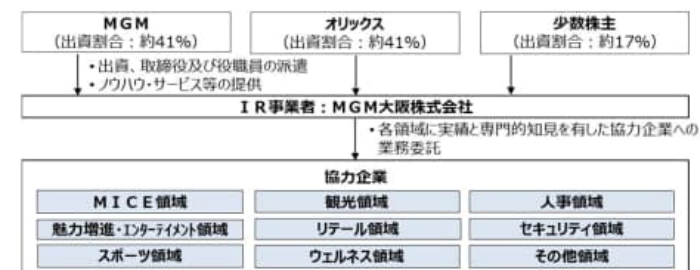 MGM
(出資割合:約41%)
オリックス
(出資割合:約41%)
少数株主
(出資割合:約17%)
・出資、取締役及び役職員の派遣
・ノウハウ・サービス等の提供
IR事業者:MGM大阪株式会社
・各領域に実績と専門的知見を有した協力企業への
業務委託
協力企業
MICE領域
観光領域
人事領域
魅力増進・エンターテイメント領域
リテール領域
セキュリティ領域
スポーツ領域
ウェルネス領域
その他領域